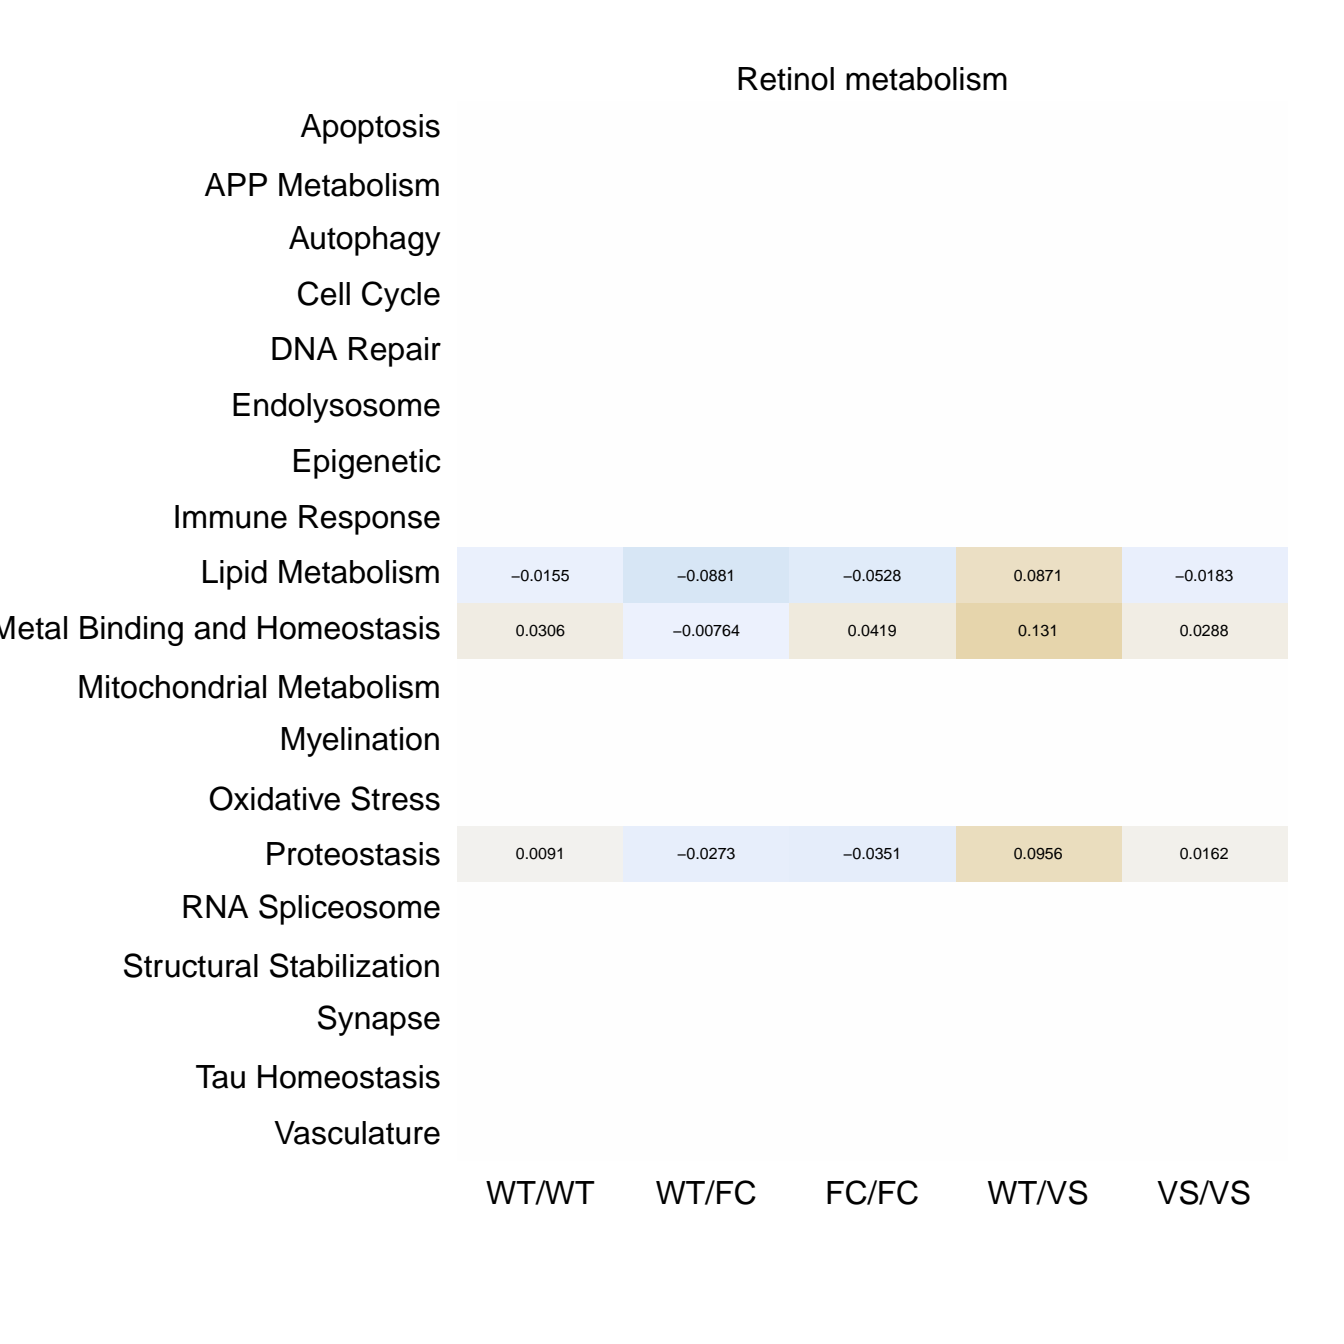 Retinol metabolism
Apoptosis
APP Metabolism
Autophagy
Cell Cycle
DNA Repair
Endolysosome
Epigenetic
Immune Response
Lipid Metabolism −0.0155 −0.0881 −0.0528 0.0871 −0.0183
Metal Binding and Homeostasis 0.0306 −0.00764 0.0419 0.131 0.0288
Mitochondrial Metabolism
Myelination
Oxidative Stress
Proteostasis 0.0091 −0.0273 −0.0351 0.0956 0.0162
RNA Spliceosome
Structural Stabilization
Synapse
Tau Homeostasis
Vasculature
WT/WT WT/FC FC/FC WT/VS VS/VS